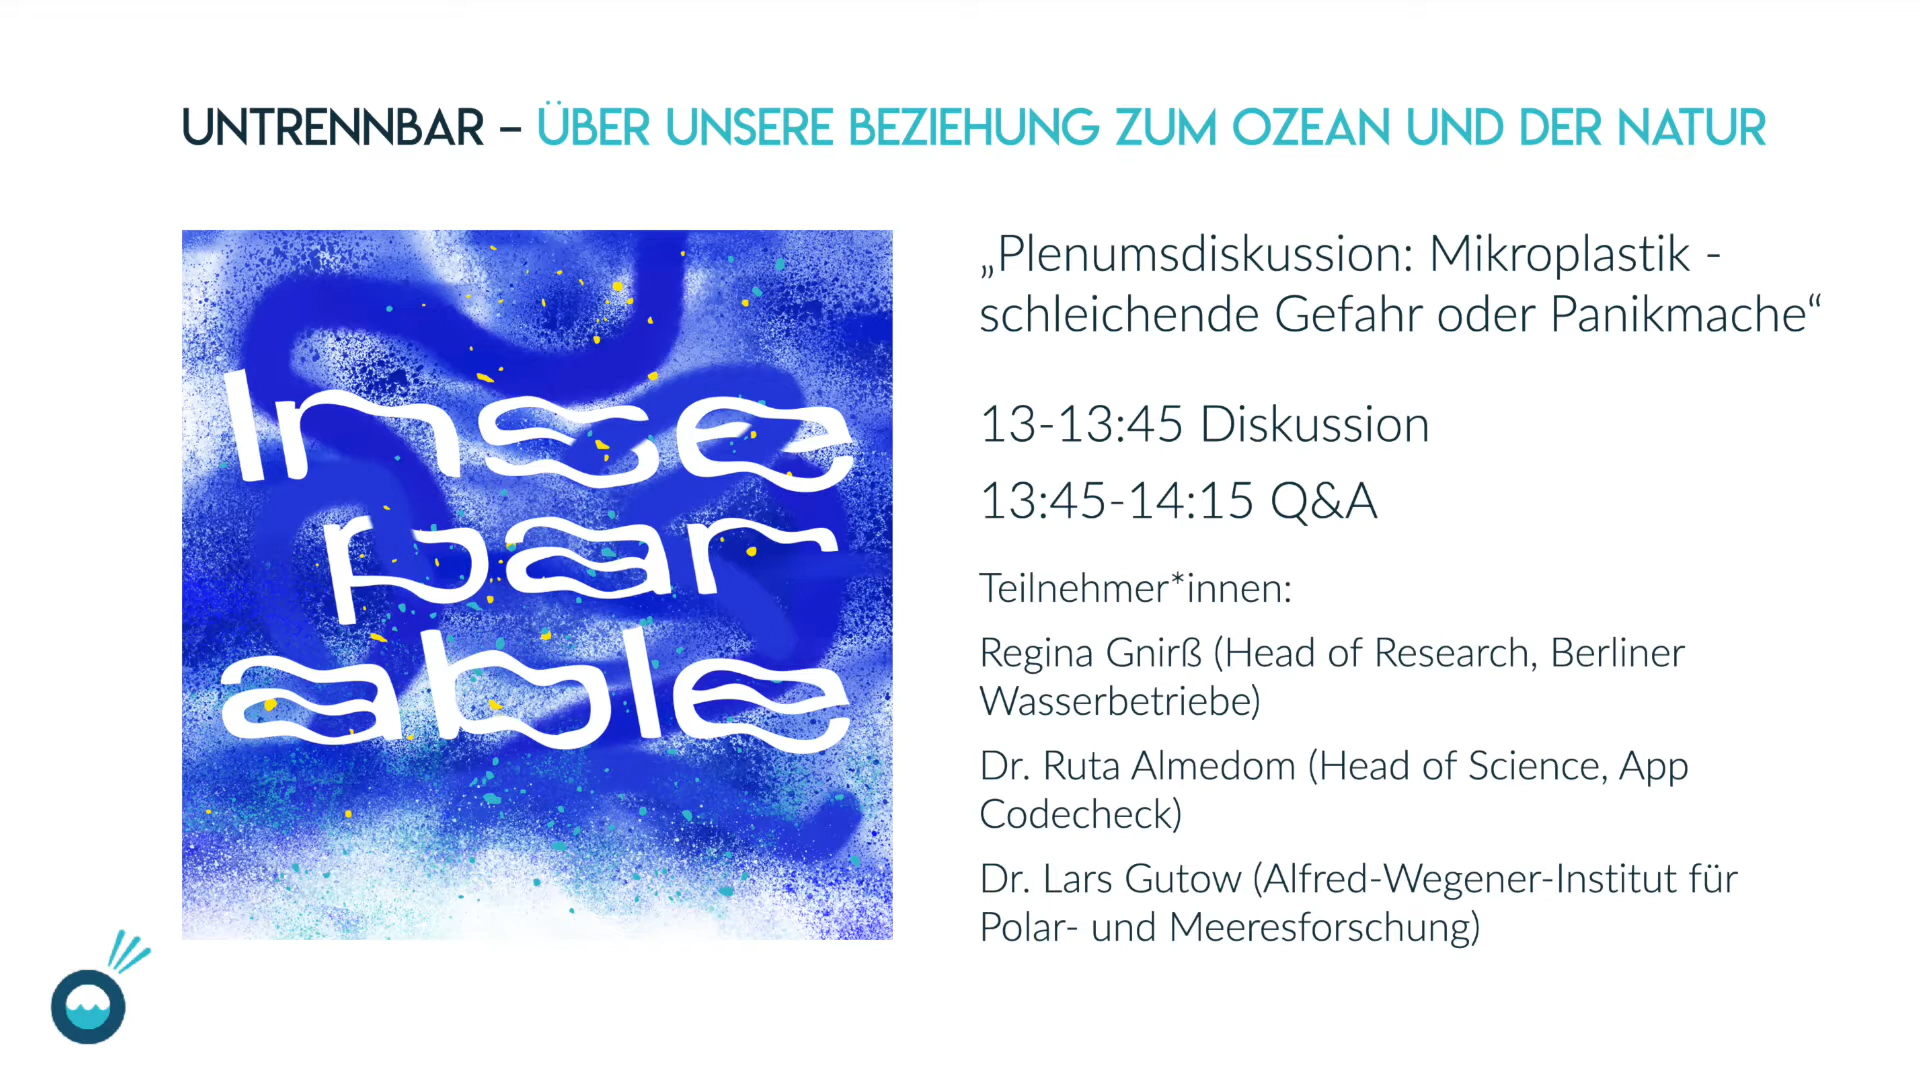 UNTRENNBAR – ÜBER UNSERE BEZIEHUNG ZUM OZEAN UND DER NATUR
Inse
par
able
„Plenumsdiskussion: Mikroplastik -
schleichende Gefahr oder Panikmache“
13-13:45 Diskussion
13:45-14:15 Q&A
Teilnehmer*innen:
Regina Gnirß (Head of Research, Berliner
Wasserbetriebe)
Dr. Ruta Almedom (Head of Science, App
Codecheck)
Dr. Lars Gutow (Alfred-Wegener-Institut für
Polar- und Meeresforschung)